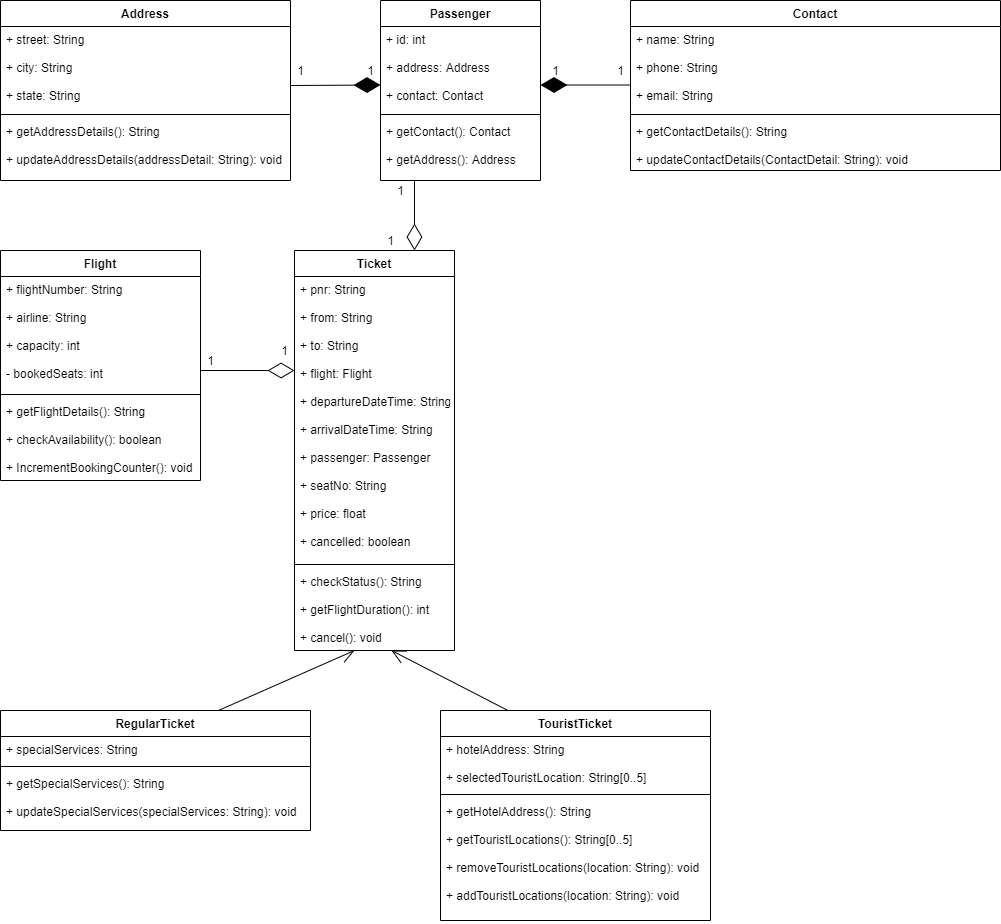 Address
+ street: String
+ city: String
+ state: String
+ getAddressDetails(): String
+ updateAddressDetails(addressDetail: String): void
1
1
Passenger
+ id: int
+ address: Address
+ contact: Contact
+ getContact(): Contact
+ getAddress(): Address
1
1
Contact
+ name: String
+ phone: String
+ email: String
+ getContactDetails(): String
+ updateContactDetails(ContactDetail: String): void
1
1
Flight
+ flightNumber: String
+ airline: String
+ capacity: int
- bookedSeats: int
+ getFlightDetails(): String
+ checkAvailability(): boolean
+ IncrementBookingCounter(): void
1
1
Ticket
+ pnr: String
+ from: String
+ to: String
+ flight: Flight
+ departureDateTime: String
+ arrivalDateTime: String
+ passenger: Passenger
+ seatNo: String
+ price: float
+ cancelled: boolean
+ checkStatus(): String
+ getFlightDuration(): int
+ cancel(): void
RegularTicket
+ specialServices: String
+ getSpecialServices(): String
+ updateSpecialServices(specialServices: String): void
TouristTicket
+ hotelAddress: String
+ selectedTouristLocation: String[0..5]
+ getHotelAddress(): String
+ getTouristLocations(): String[0..5]
+ removeTouristLocations(location: String): void
+ addTouristLocations(location: String): void